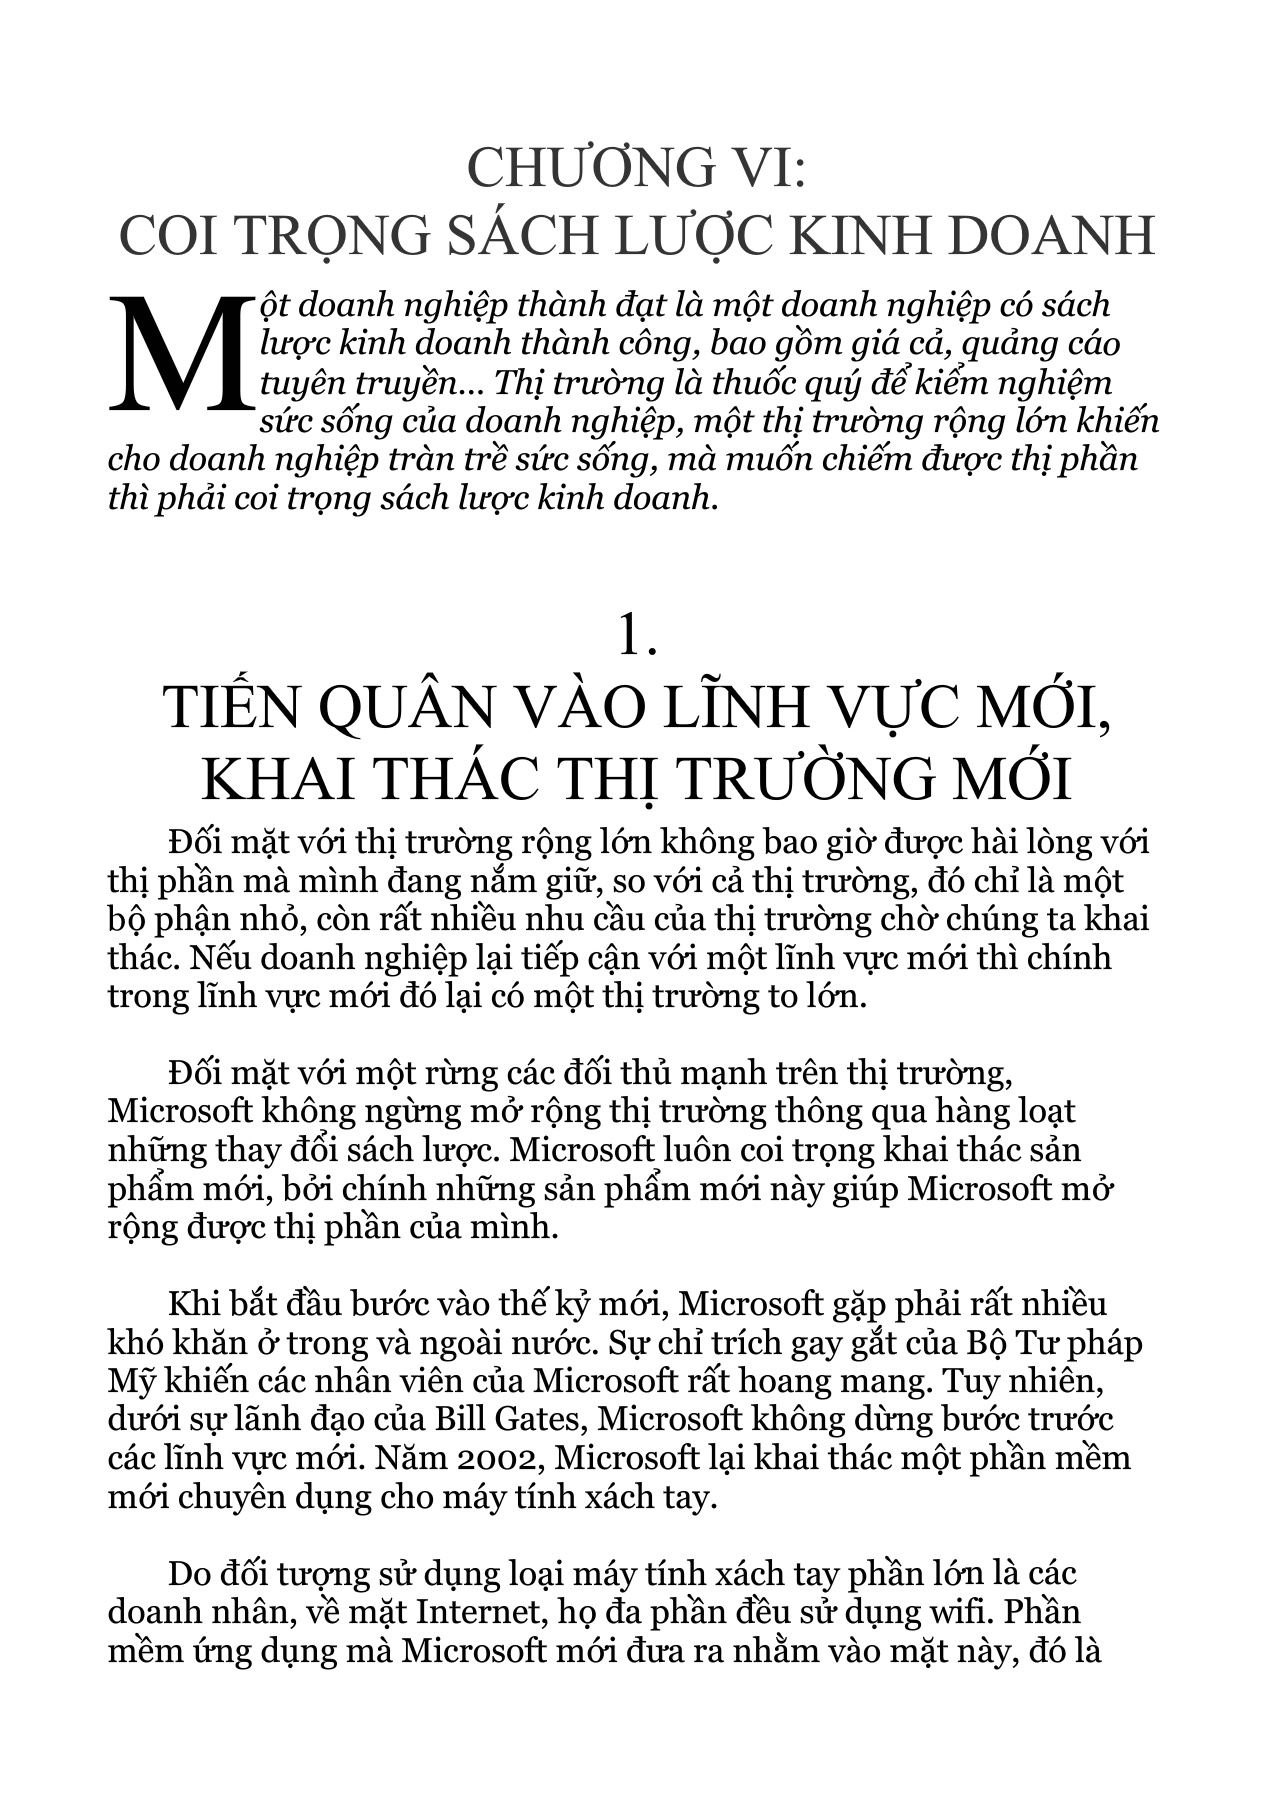 CHƯƠNG VI:
COI TRỌNG SÁCH LƯỢC KINH DOANH
Một doanh nghiệp thành đạt là một doanh nghiệp có sách
lược kinh doanh thành công, bao gồm giá cả, quảng cáo
tuyên truyền... Thị trường là thuốc quý để kiểm nghiệm
sức sống của doanh nghiệp, một thị trường rộng lớn khiến
cho doanh nghiệp tràn trề sức sống, mà muốn chiếm được thị phần
thì phải coi trọng sách lược kinh doanh.
1.
TIẾN QUÂN VÀO LĨNH VỰC MỚI,
KHAI THÁC THỊ TRƯỜNG MỚI
Đối mặt với thị trường rộng lớn không bao giờ được hài lòng với
thị phần mà mình đang nắm giữ, so với cả thị trường, đó chỉ là một
bộ phận nhỏ, còn rất nhiều nhu cầu của thị trường chờ chúng ta khai
thác. Nếu doanh nghiệp lại tiếp cận với một lĩnh vực mới thì chính
trong lĩnh vực mới đó lại có một thị trường to lớn.
Đối mặt với một rừng các đối thủ mạnh trên thị trường,
Microsoft không ngừng mở rộng thị trường thông qua hàng loạt
những thay đổi sách lược. Microsoft luôn coi trọng khai thác sản
phẩm mới, bởi chính những sản phẩm mới này giúp Microsoft mở
rộng được thị phần của mình.
Khi bắt đầu bước vào thế kỷ mới, Microsoft gặp phải rất nhiều
khó khăn ở trong và ngoài nước. Sự chỉ trích gay gắt của Bộ Tư pháp
Mỹ khiến các nhân viên của Microsoft rất hoang mang. Tuy nhiên,
dưới sự lãnh đạo của Bill Gates, Microsoft không dừng bước trước
các lĩnh vực mới. Năm 2002, Microsoft lại khai thác một phần mềm
mới chuyên dụng cho máy tính xách tay.
Do đối tượng sử dụng loại máy tính xách tay phần lớn là các
doanh nhân, về mặt Internet, họ đa phần đều sử dụng wifi. Phần
mềm ứng dụng mà Microsoft mới đưa ra nhằm vào mặt này, đó là